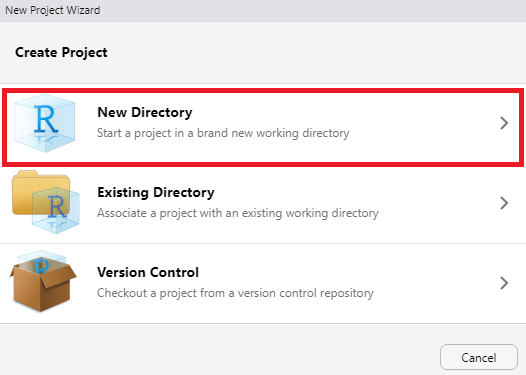 New Project Wizard
Create Project
R
New Directory
Start a project in a brand new working directory
R
Existing Directory
Associate a project with an existing working directory
R
Version Control
Checkout a project from a version control repository
Cancel